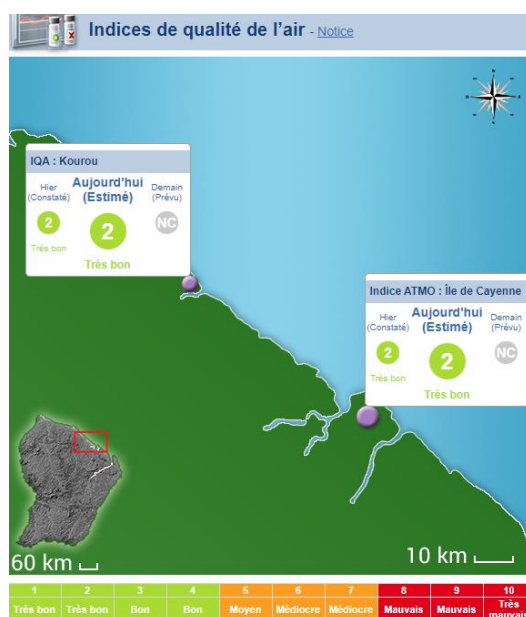 Indices de qualité de l'air - Notice
IQA : Kourou
Hier
(Constaté)
Aujourd'hui
(Estimé)
Demain
(Prévu)
2
2
NC
Très bon
Très bon
Indice ATMO : Île de Cayenne
Hier
(Constaté)
Aujourd'hui
(Estimé)
Demain
(Prévu)
2
2
NC
Très bon
Très bon
60 km
10 km
1 2 3 4 5 6 7 8 9 10
Très bon Très bon Bon Bon Moyen Médiocre Médiocre Mauvais Mauvais Très
mauvais